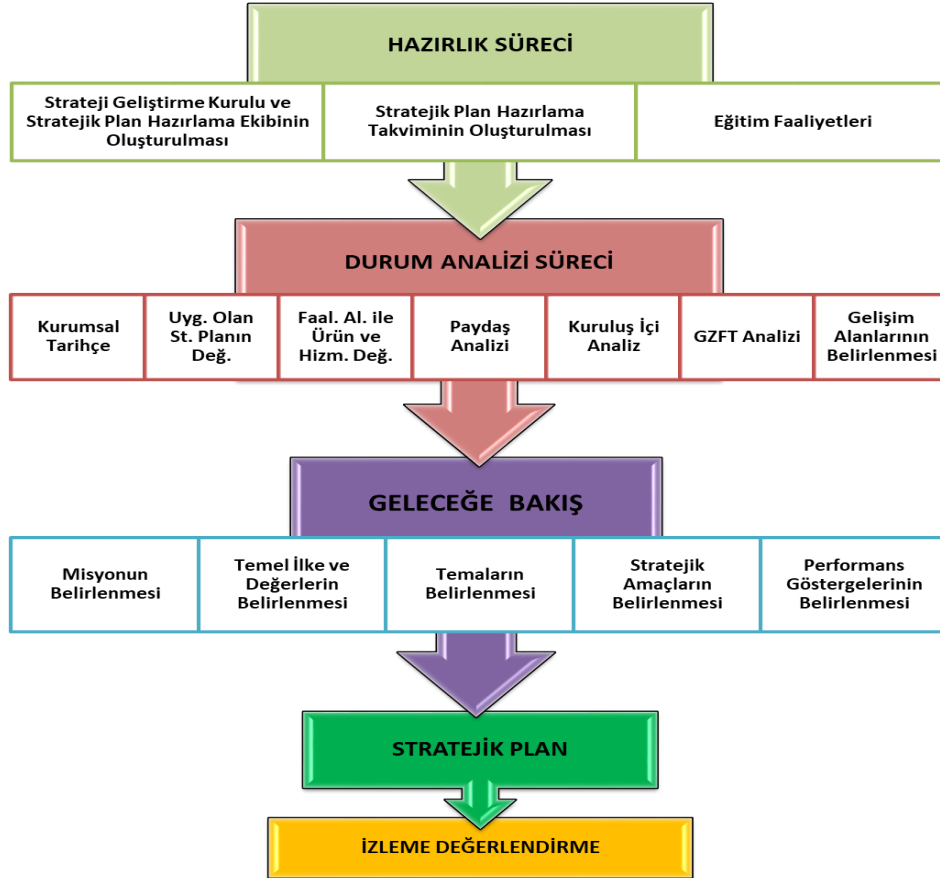 HAZIRLIK SÜRECİ
Strateji Geliştirme Kurulu ve
Stratejik Plan Hazırlama Ekibinin
Oluşturulması
Stratejik Plan Hazırlama
Takviminin Oluşturulması
Eğitim Faaliyetleri
DURUM ANALİZİ SÜRECİ
Kurumsal
Tarihçe
Uyg. Olan
St. Planın
Değ.
Faal. Al. ile
Ürün ve
Hizm. Değ.
Paydaş
Analizi
Kuruluş İçi
Analiz
GZFT Analizi
Gelişim
Alanlarının
Belirlenmesi
GELECEĞE BAKIŞ
Misyonun
Belirlenmesi
Temel İlke ve
Değerlerin
Belirlenmesi
Temaların
Belirlenmesi
Stratejik
Amaçların
Belirlenmesi
Performans
Göstergelerinin
Belirlenmesi
STRATEJİK PLAN
İZLEME DEĞERLENDİRME